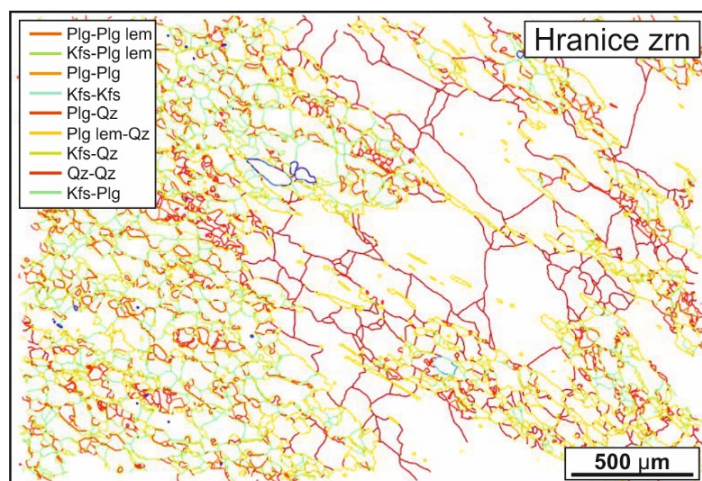 Hranice zrn
Plg-Plg lem
Kfs-Plg lem
Plg-Plg
Kfs-Kfs
Plg-Qz
Plg lem-Qz
Kfs-Qz
Qz-Qz
Kfs-Plg
500 µm